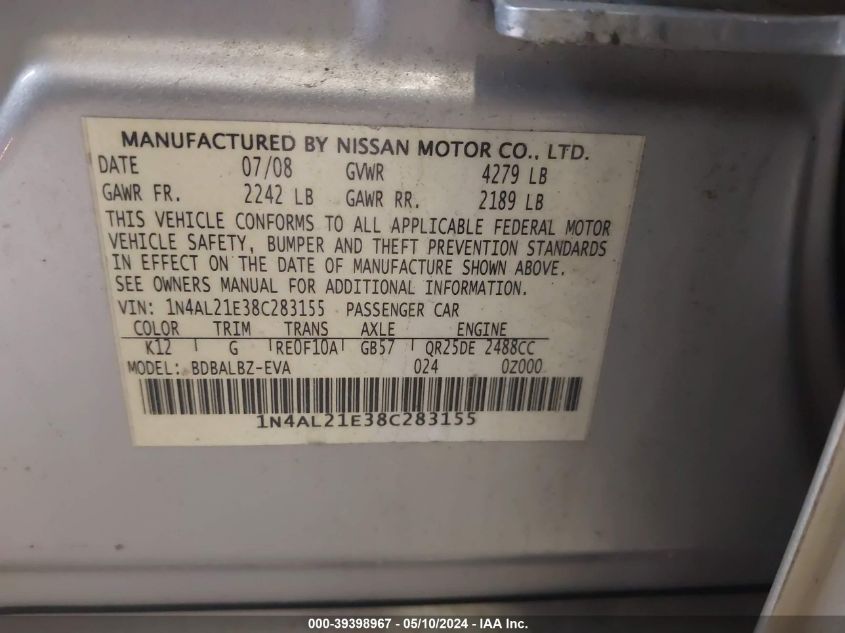 MANUFACTURED BY NISSAN MOTOR CO., LTD.
DATE 07/08 GVWR 4279 LB
GAWR FR. 2242 LB GAWR RR. 2189 LB
THIS VEHICLE CONFORMS TO ALL APPLICABLE FEDERAL MOTOR
VEHICLE SAFETY, BUMPER AND THEFT PREVENTION STANDARDS
IN EFFECT ON THE DATE OF MANUFACTURE SHOWN ABOVE.
SEE OWNERS MANUAL FOR ADDITIONAL INFORMATION.
VIN: 1N4AL21E38C283155 PASSENGER CAR
COLOR TRIM TRANS AXLE ENGINE
K12 G RE0F10A GB57 QR25DE 2488CC
MODEL: BDBALBZ-EVA 024 0Z000
1N4AL21E38C283155
000-39398967 - 05/10/2024 - IAA Inc.